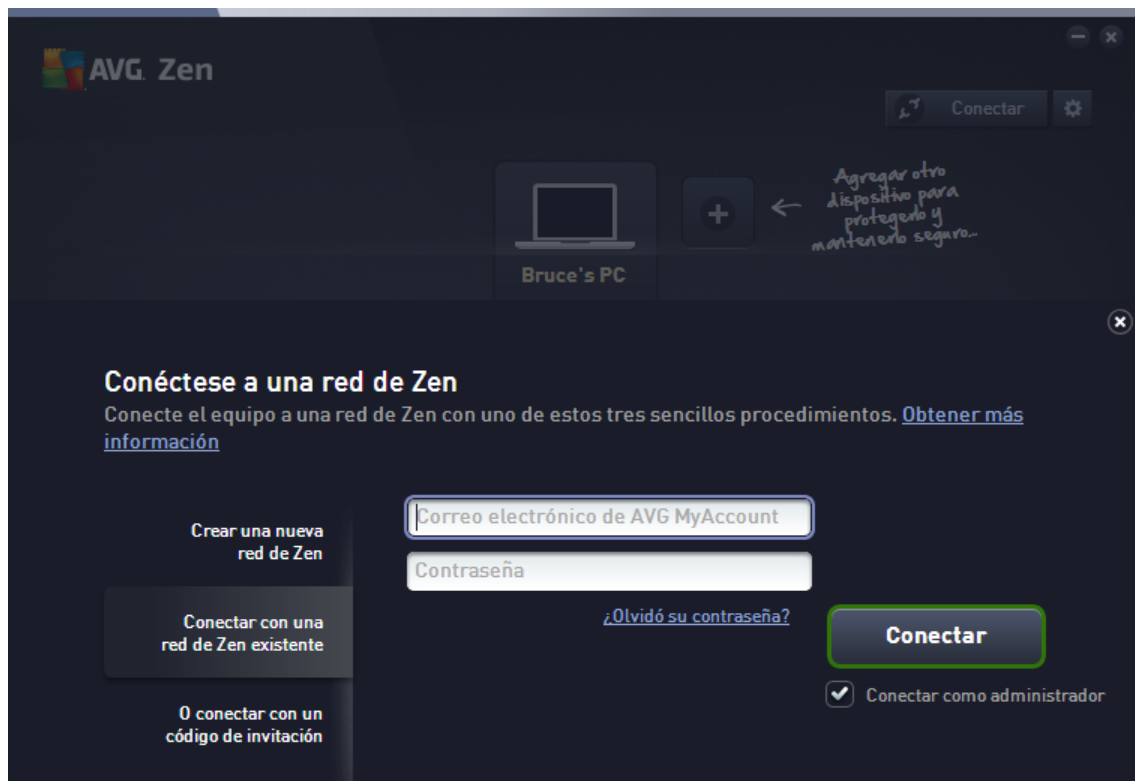 AVG. Zen
Conectar
Agregar otro
dispositivo para
protegerlo y
mantenerlo seguro...
Bruce's PC
Conéctese a una red de Zen
Conecte el equipo a una red de Zen con uno de estos tres sencillos procedimientos. Obtener más
información
Crear una nueva
red de Zen
Conectar con una
red de Zen existente
O conectar con un
código de invitación
Correo electrónico de AVG MyAccount
Contraseña
¿Olvidó su contraseña?
Conectar
Conectar como administrador